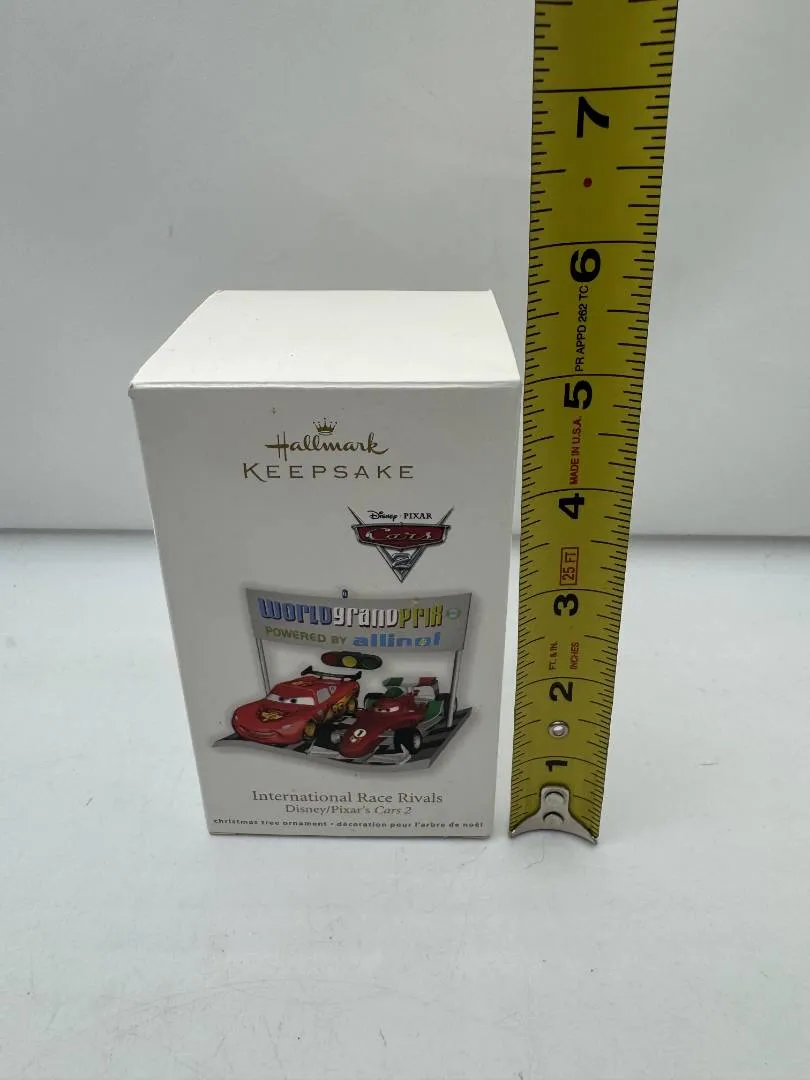 Hallmark
KEEPSAKE
Disney · PIXAR
Cars
2
WORLD GRAND PRIX
POWERED BY allinol
International Race Rivals
Disney/Pixar's Cars 2
christmas tree ornament • décoration pour l'arbre de noël
7
6
PR APPD 262 TC
5
MADE IN U.S.A.
4
25 FT
3
FT. & IN.
INCHES
2
1